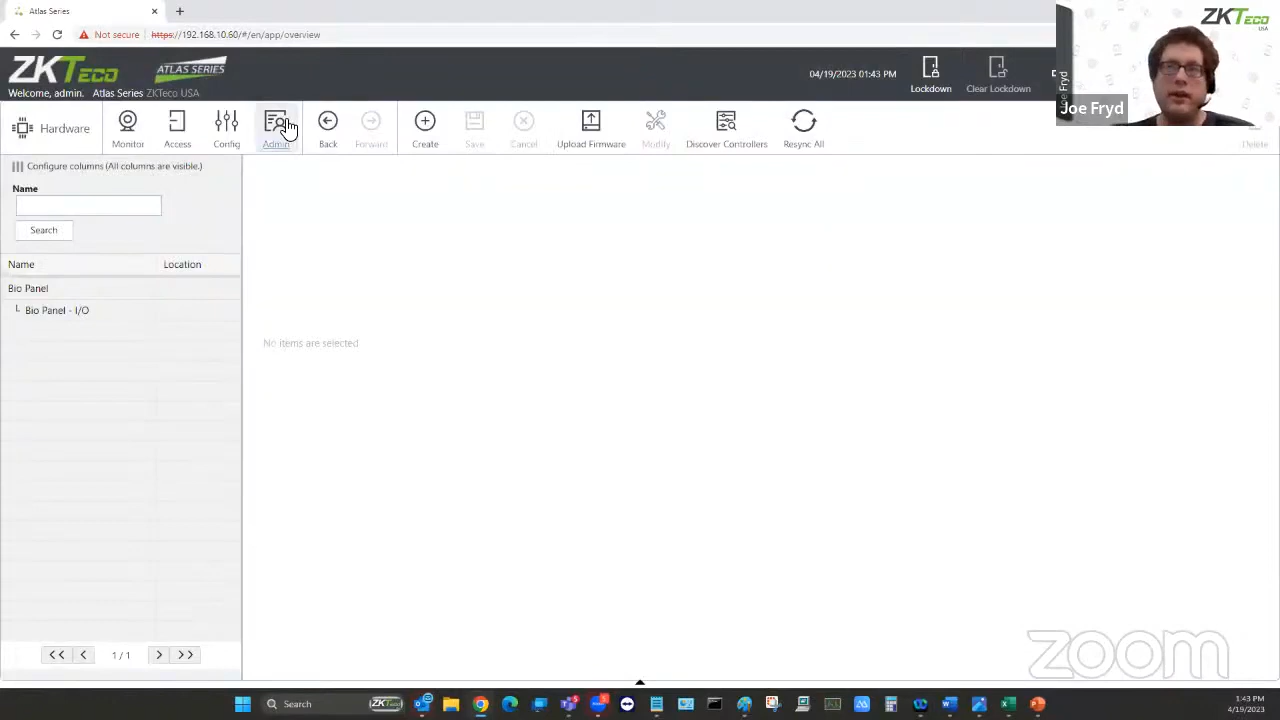 Atlas Series
Not secure
https://192.168.10.60/#/en/app/overview
ZKTeco
ATLAS SERIES
Welcome, admin. Atlas Series ZKTeco USA
04/19/2023 01:43 PM
Lockdown
Clear Lockdown
ZKTeco
USA
Joe Fryd
Joe Fryd
Hardware
Monitor
Access
Config
Admin
Back
Forward
Create
Save
Cancel
Upload Firmware
Modify
Discover Controllers
Resync All
Delete
Configure columns (All columns are visible.)
Name
Search
Name
Location
Bio Panel
Bio Panel - I/O
No items are selected
1 / 1
zoom
Search
ZKTeco
1:43 PM
4/19/2023